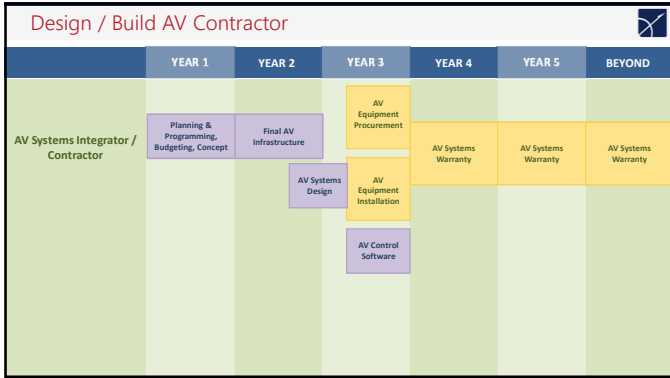 Design / Build AV Contractor
YEAR 1
YEAR 2
YEAR 3
YEAR 4
YEAR 5
BEYOND
AV Systems Integrator /
Contractor
Planning &
Programming,
Budgeting, Concept
Final AV
Infrastructure
AV Systems
Design
AV
Equipment
Procurement
AV
Equipment
Installation
AV Control
Software
AV Systems
Warranty
AV Systems
Warranty
AV Systems
Warranty